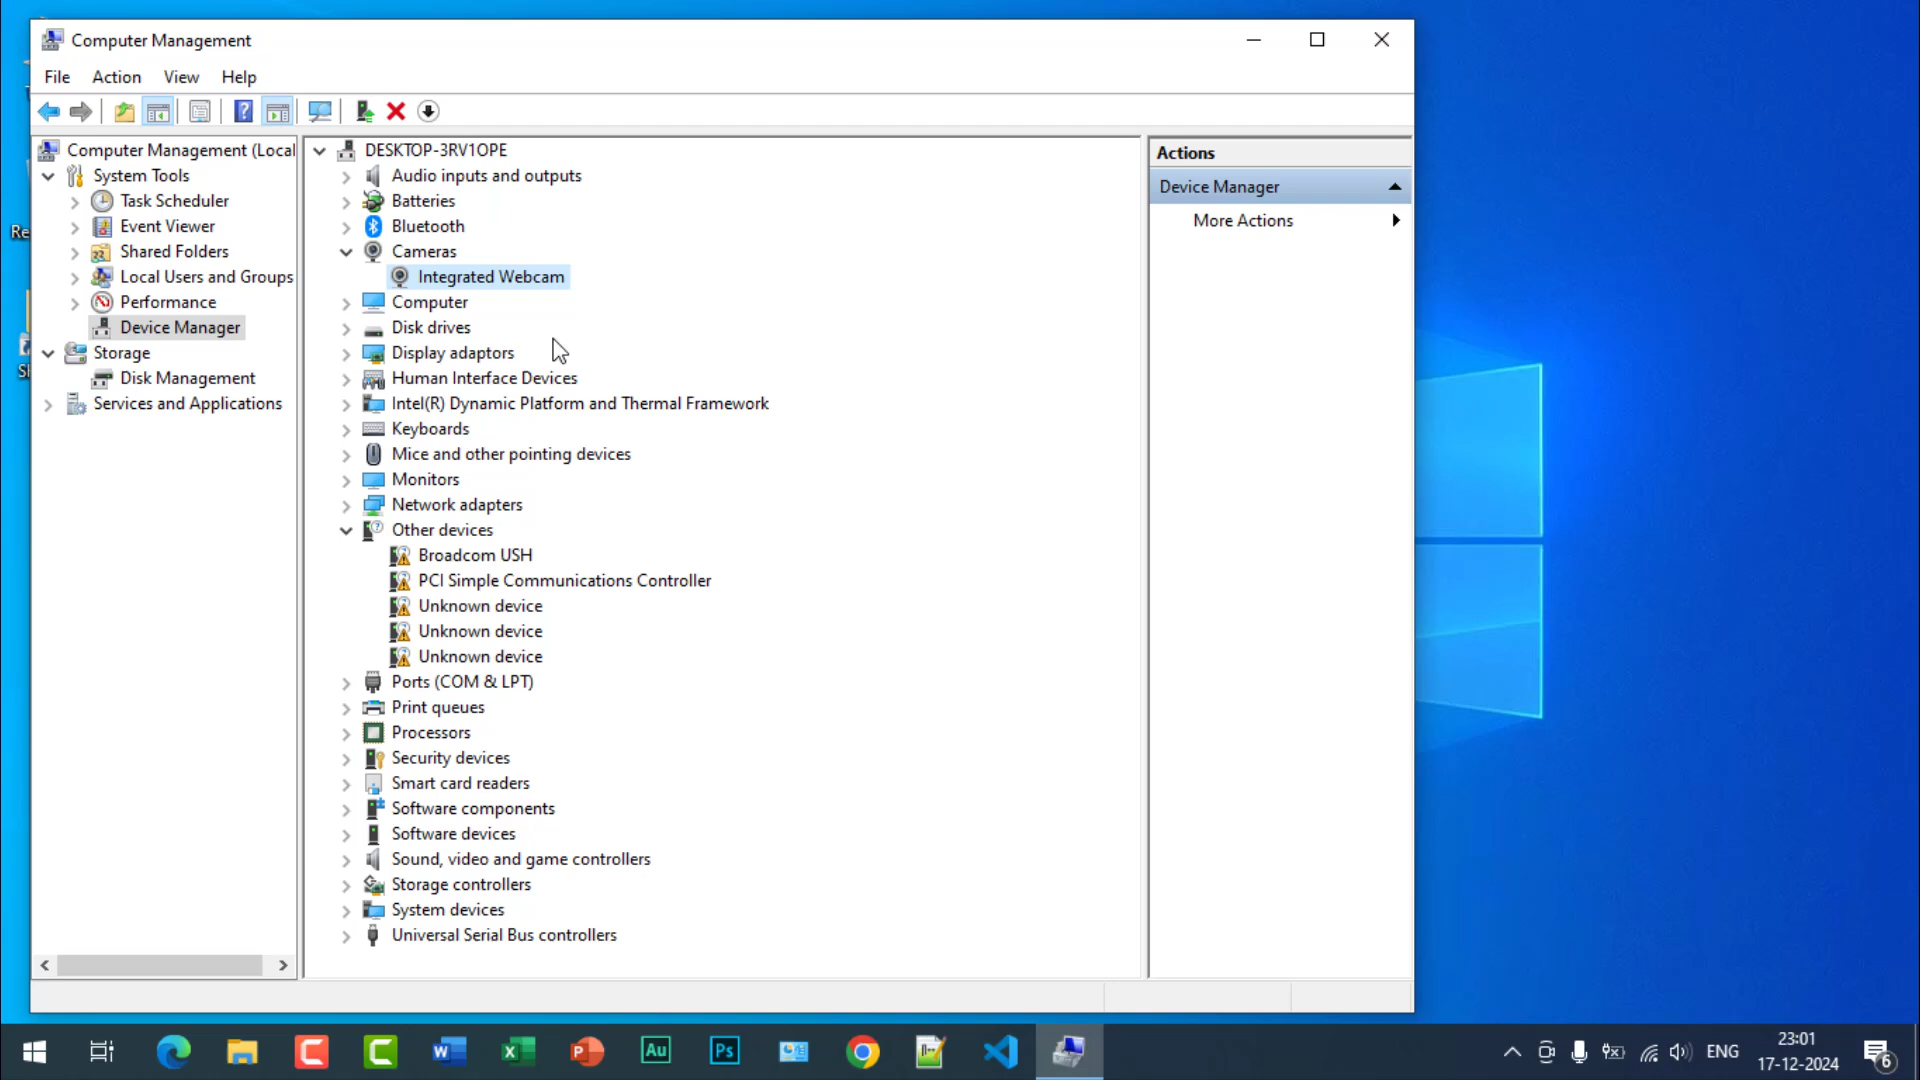 Computer Management
File Action View Help
Computer Management (Local
System Tools
Task Scheduler
Event Viewer
Shared Folders
Local Users and Groups
Performance
Device Manager
Storage
Disk Management
Services and Applications
DESKTOP-3RV1OPE
Audio inputs and outputs
Batteries
Bluetooth
Cameras
Integrated Webcam
Computer
Disk drives
Display adaptors
Human Interface Devices
Intel(R) Dynamic Platform and Thermal Framework
Keyboards
Mice and other pointing devices
Monitors
Network adapters
Other devices
Broadcom USH
PCI Simple Communications Controller
Unknown device
Unknown device
Unknown device
Ports (COM & LPT)
Print queues
Processors
Security devices
Smart card readers
Software components
Software devices
Sound, video and game controllers
Storage controllers
System devices
Universal Serial Bus controllers
Actions
Device Manager
More Actions
Re
Au
Ps
ENG
23:01
17-12-2024
6